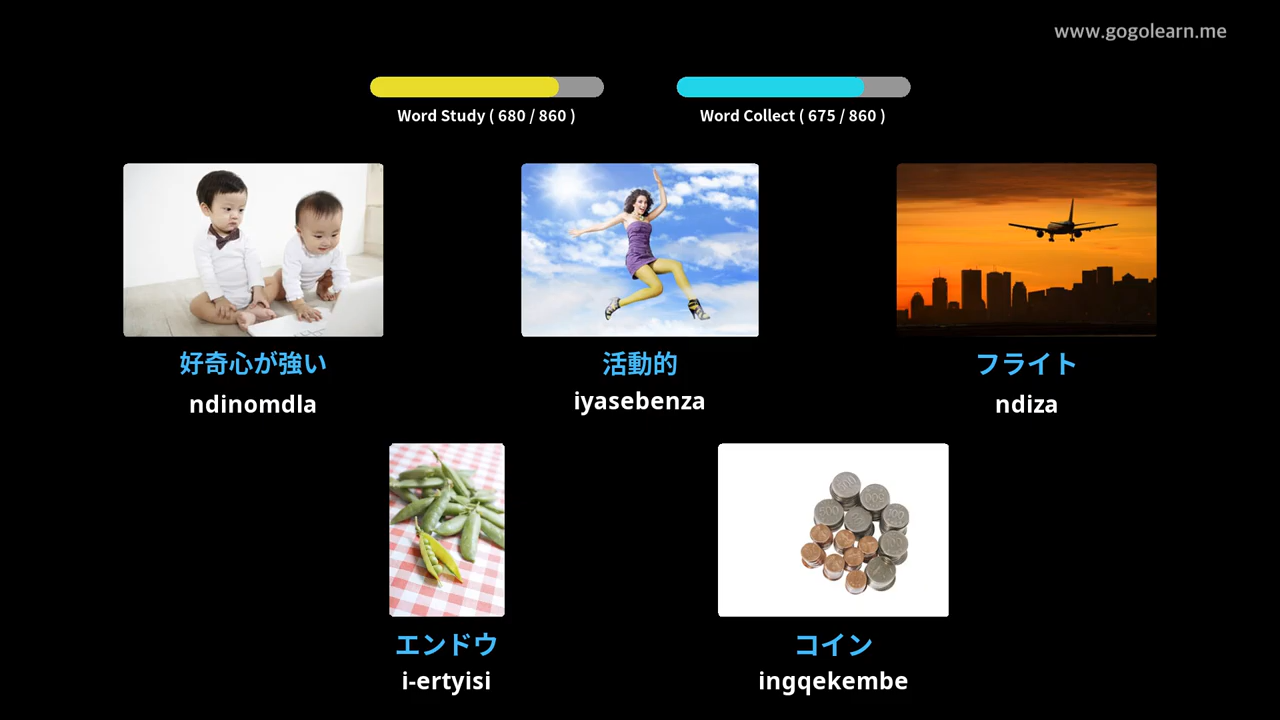 www.gogolearn.me
Word Study ( 680 / 860 )
Word Collect ( 675 / 860 )
好奇心が強い
活動的
フライト
ndinomdla
iyasebenza
ndiza
エンドウ
コイン
i-ertyisi
ingqekembe